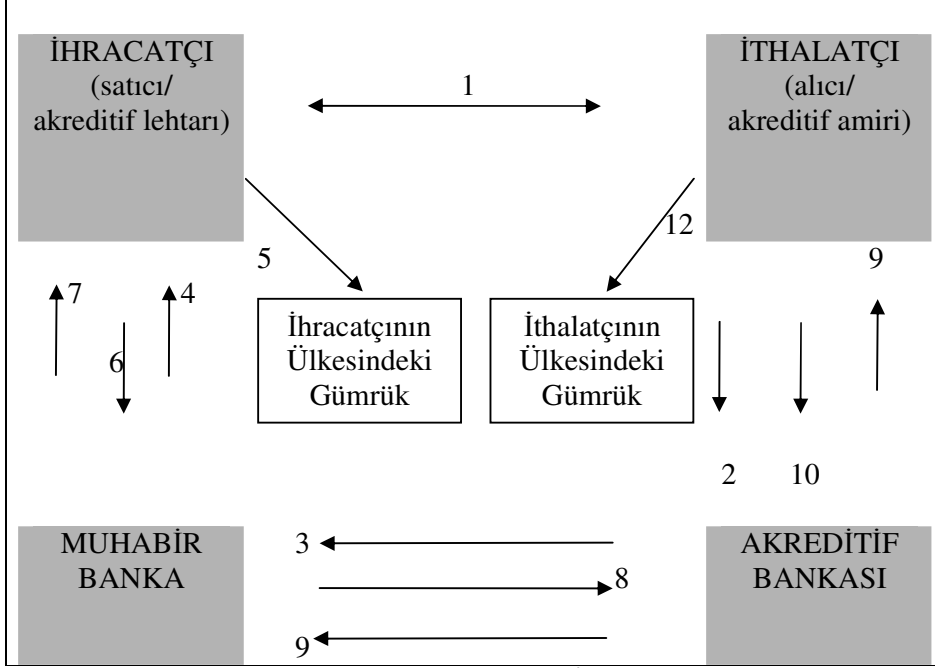 İHRACATÇI
(satıcı/
akreditif lehtarı)
1
İTHALATÇI
(alıcı/
akreditif amiri)
5
12
9
7
4
6
İhracatçının
Ülkesindeki
Gümrük
İthalatçının
Ülkesindeki
Gümrük
2
10
MUHABİR
BANKA
3
8
9
AKREDİTİF
BANKASI